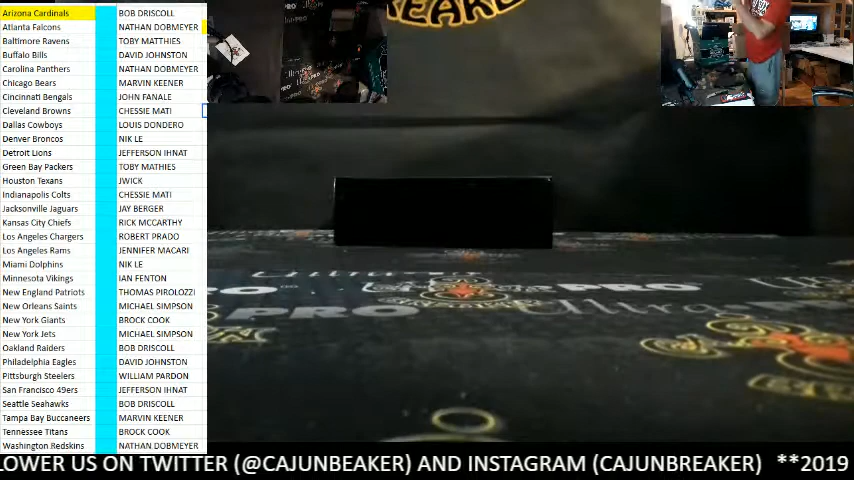 Arizona Cardinals BOB DRISCOLL
Atlanta Falcons NATHAN DOBMEYER
Baltimore Ravens TOBY MATTHIES
Buffalo Bills DAVID JOHNSTON
Carolina Panthers NATHAN DOBMEYER
Chicago Bears MARVIN KEENER
Cincinnati Bengals JOHN FANALE
Cleveland Browns CHESSIE MATI
Dallas Cowboys LOUIS DONDERO
Denver Broncos NIK LE
Detroit Lions JEFFERSON IHNAT
Green Bay Packers TOBY MATHIES
Houston Texans JWICK
Indianapolis Colts CHESSIE MATI
Jacksonville Jaguars JAY BERGER
Kansas City Chiefs RICK MCCARTHY
Los Angeles Chargers ROBERT PRADO
Los Angeles Rams JENNIFER MACARI
Miami Dolphins NIK LE
Minnesota Vikings IAN FENTON
New England Patriots THOMAS PIROLOZZI
New Orleans Saints MICHAEL SIMPSON
New York Giants BROCK COOK
New York Jets MICHAEL SIMPSON
Oakland Raiders BOB DRISCOLL
Philadelphia Eagles DAVID JOHNSTON
Pittsburgh Steelers WILLIAM PARDON
San Francisco 49ers JEFFERSON IHNAT
Seattle Seahawks BOB DRISCOLL
Tampa Bay Buccaneers MARVIN KEENER
Tennessee Titans BROCK COOK
Washington Redskins NATHAN DOBMEYER
PRO
PRO Ultra PRO
LOWER US ON TWITTER (@CAJUNBEAKER) AND INSTAGRAM (CAJUNBREAKER) **2019